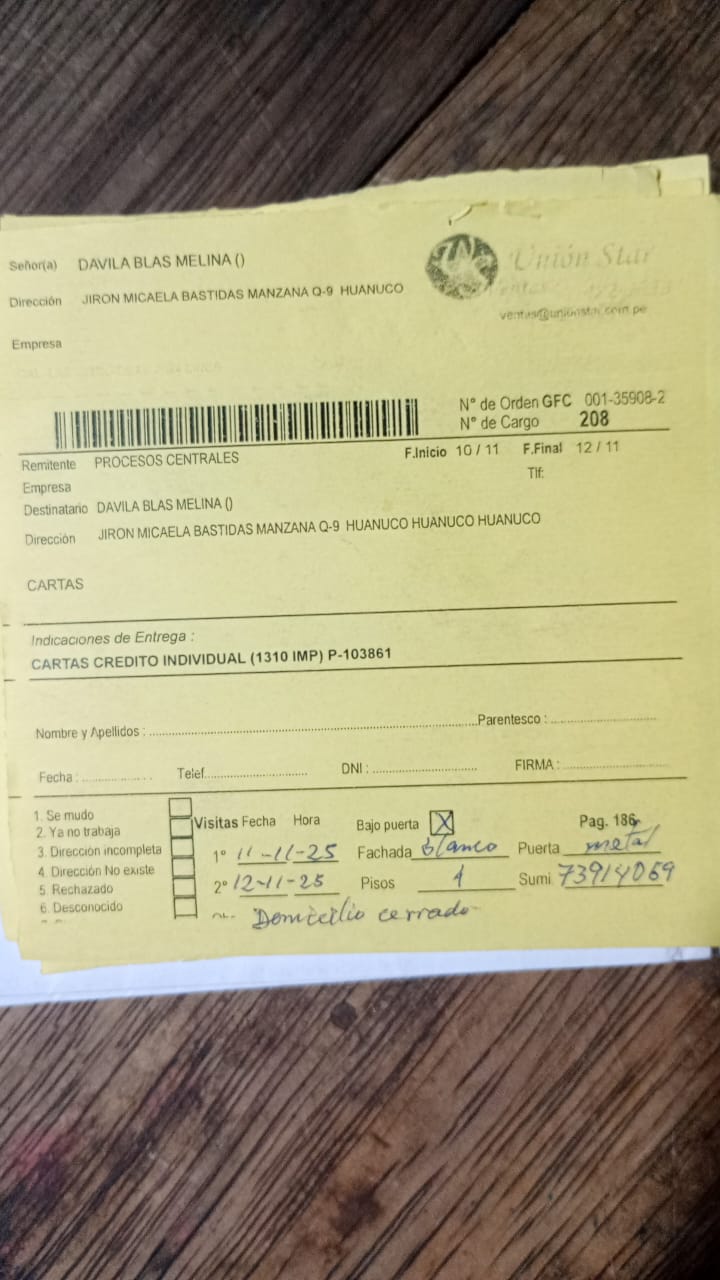 Señor(a) DAVILA BLAS MELINA ()
Unión Star
Dirección JIRON MICAELA BASTIDAS MANZANA Q-9 HUANUCO
ventas@unionstar.com.pe
Empresa
N° de Orden GFC 001-35908-2
N° de Cargo 208
Remitente PROCESOS CENTRALES F.Inicio 10 / 11 F.Final 12 / 11
Empresa Tlf:
Destinatario DAVILA BLAS MELINA ()
Dirección JIRON MICAELA BASTIDAS MANZANA Q-9 HUANUCO HUANUCO HUANUCO
CARTAS
Indicaciones de Entrega :
CARTAS CREDITO INDIVIDUAL (1310 IMP) P-103861
Nombre y Apellidos : Parentesco :
Fecha : Teléf. DNI : FIRMA :
1. Se mudo
2. Ya no trabaja Visitas Fecha Hora Bajo puerta X Pag. 186
3. Dirección incompleta 1° 11-11-25 Fachada blanco Puerta metal
4. Dirección No existe
5. Rechazado 2° 12-11-25 Pisos 1 Sumi 73914069
6. Desconocido Domicilio cerrado